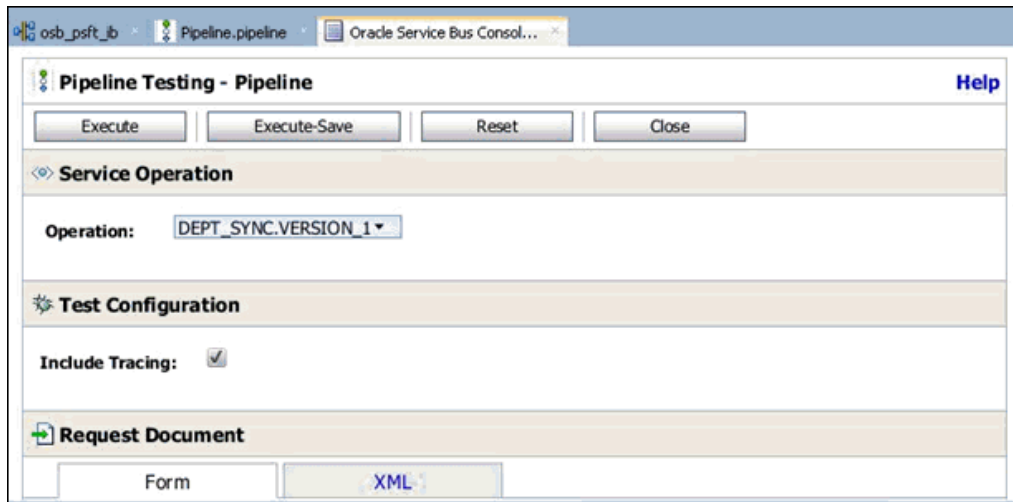 osb_psft_ib Pipeline.pipeline Oracle Service Bus Consol...
Pipeline Testing - Pipeline Help
Execute Execute-Save Reset Close
Service Operation
Operation: DEPT_SYNC.VERSION_1
Test Configuration
Include Tracing:
Request Document
Form XML